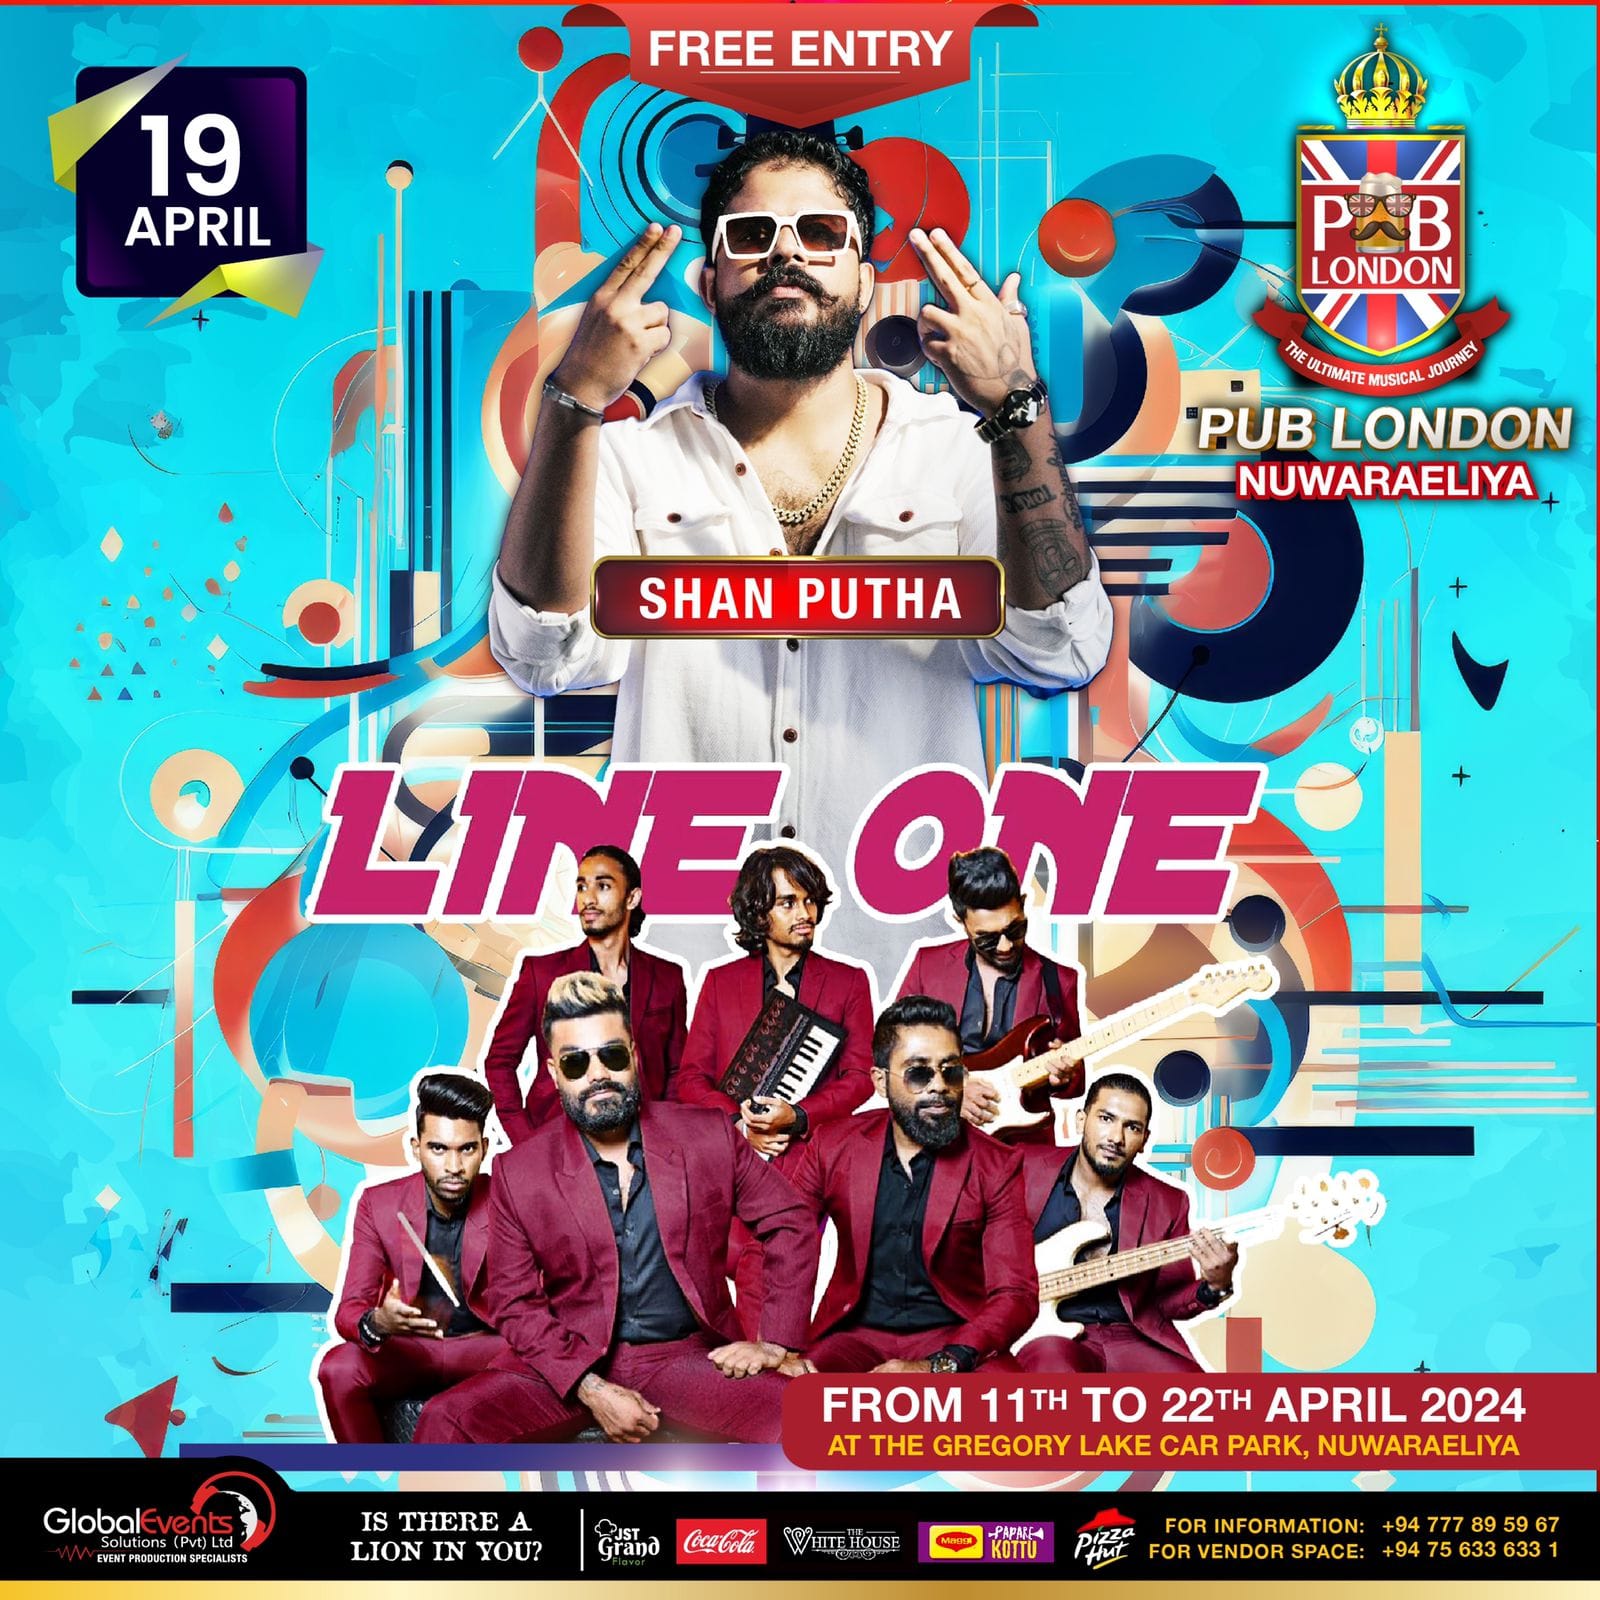 FREE ENTRY
19
APRIL
PUB
LONDON
THE ULTIMATE MUSICAL JOURNEY
PUB LONDON
NUWARAELIYA
SHAN PUTHA
LINE ONE
FROM 11TH TO 22TH APRIL 2024
AT THE GREGORY LAKE CAR PARK, NUWARAELIYA
GlobalEvents
Solutions (Pvt) Ltd
EVENT PRODUCTION SPECIALISTS
IS THERE A
LION IN YOU?
JST
Grand
Flavor
Coca-Cola
THE
WHITE HOUSE
Maggi
PAPARE
KOTTU
Pizza
Hut
FOR INFORMATION: +94 777 89 59 67
FOR VENDOR SPACE: +94 75 633 633 1